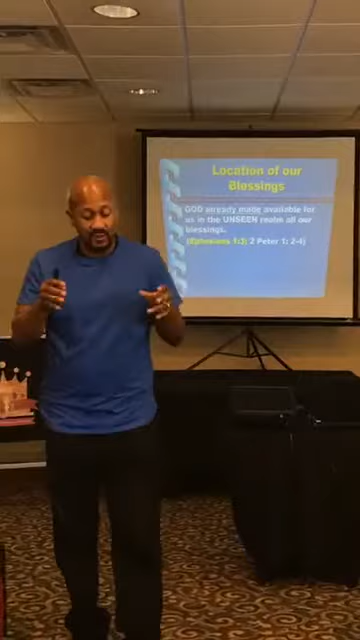 Location of our
Blessings
GOD already made available for
us in the UNSEEN realm all our
blessings.
(Ephesians 1:3; 2 Peter 1: 2-4)